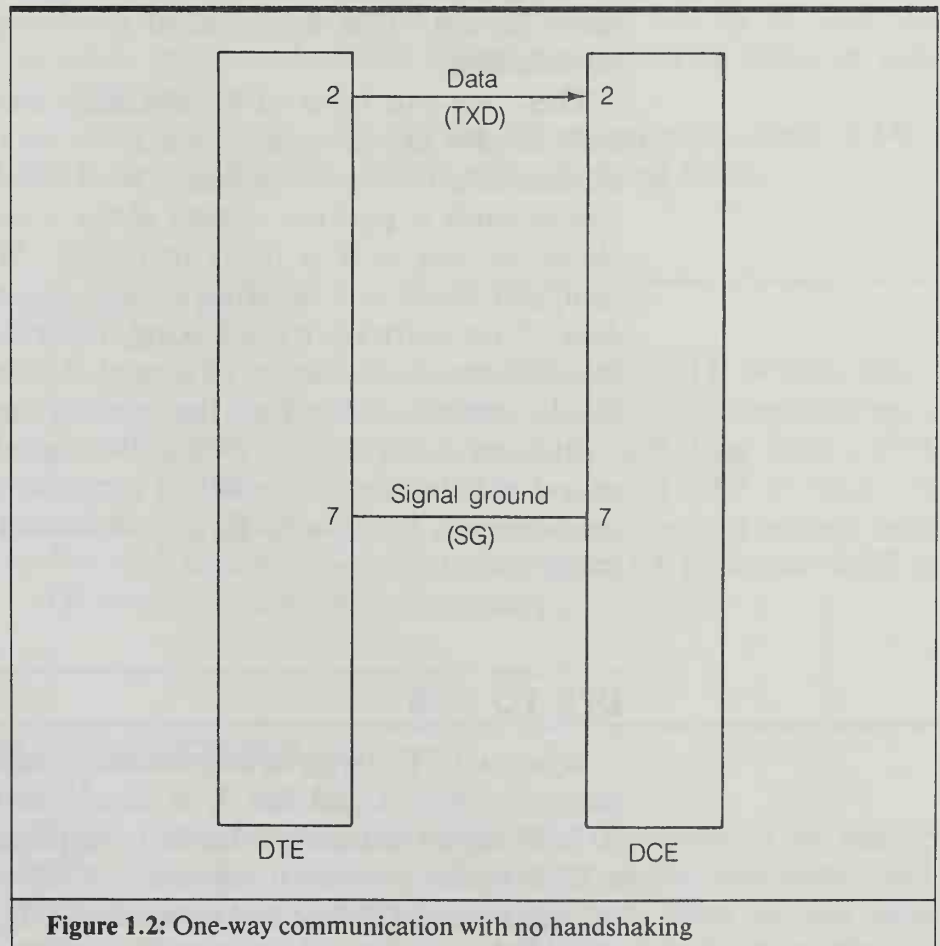 Data
2 2
(TXD)
Signal ground
7 7
(SG)
DTE DCE
Figure 1.2: One-way communication with no handshaking